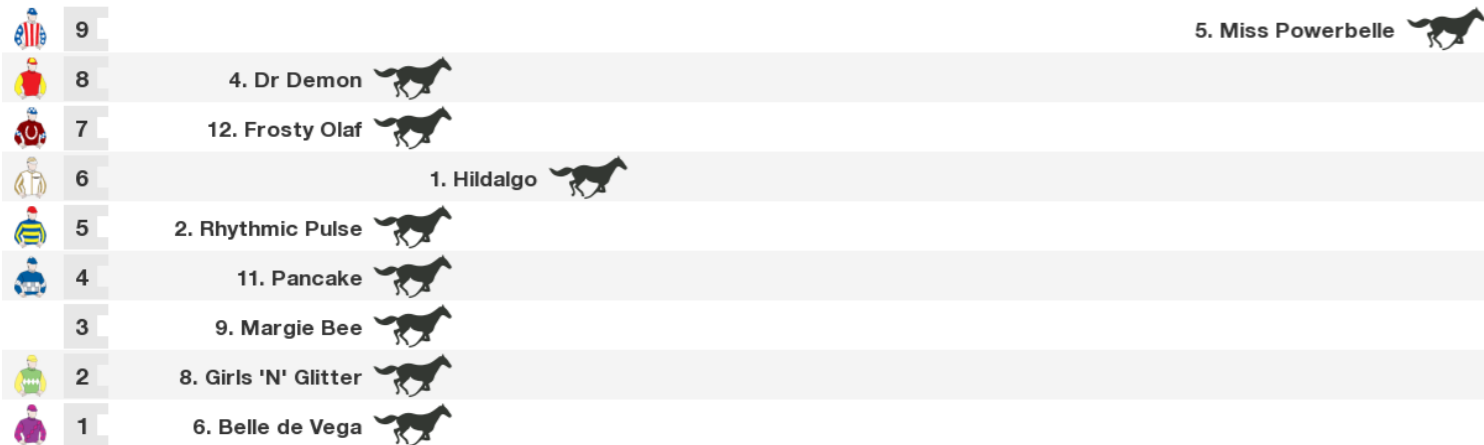 9 5. Miss Powerbelle
8 4. Dr Demon
7 12. Frosty Olaf
6 1. Hildalgo
5 2. Rhythmic Pulse
4 11. Pancake
3 9. Margie Bee
2 8. Girls 'N' Glitter
1 6. Belle de Vega